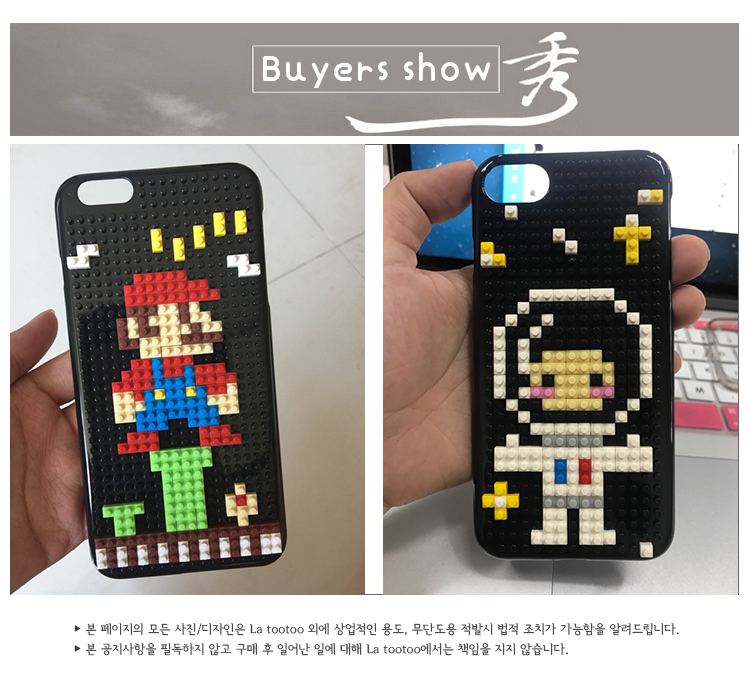 Buyers show 秀
▶ 본 페이지의 모든 사진/디자인은 La tootoo 외에 상업적인 용도, 무단도용 적발시 법적 조치가 가능함을 알려드립니다.
▶ 본 공지사항을 필독하지 않고 구매 후 일어난 일에 대해 La tootoo에서는 책임을 지지 않습니다.